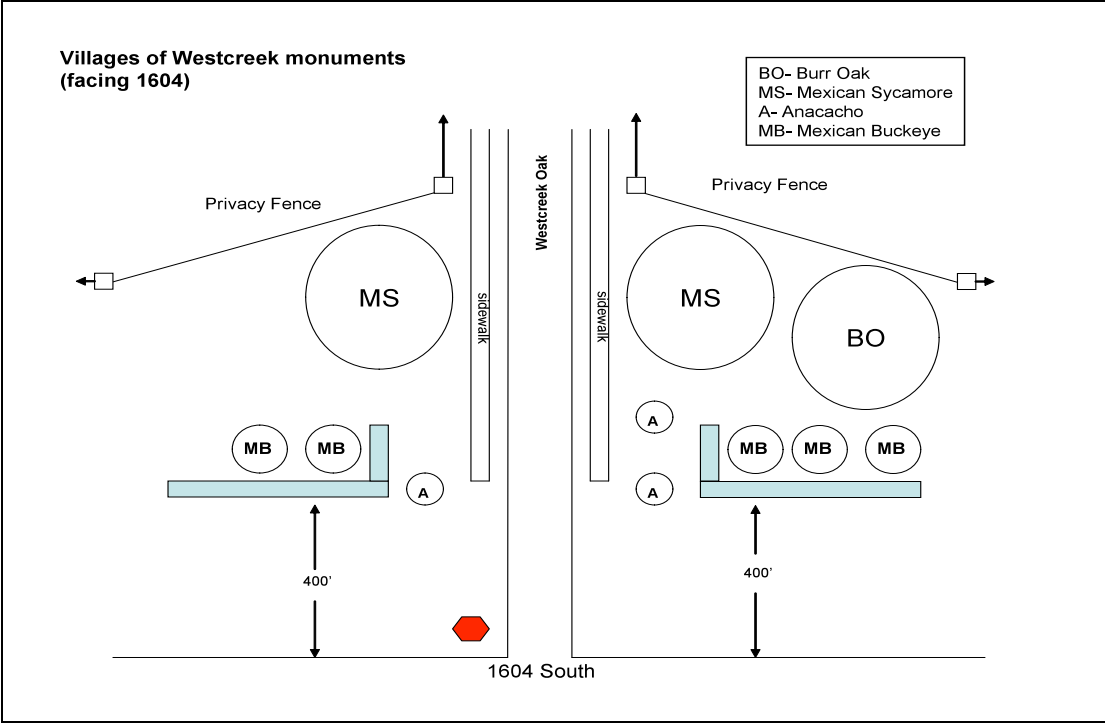 Villages of Westcreek monuments
(facing 1604)
BO- Burr Oak
MS- Mexican Sycamore
A- Anacacho
MB- Mexican Buckeye
Privacy Fence
Westcreek Oak
Privacy Fence
MS
sidewalk
sidewalk
MS
BO
A
MB
MB
MB
MB
MB
A
A
400'
400'
1604 South